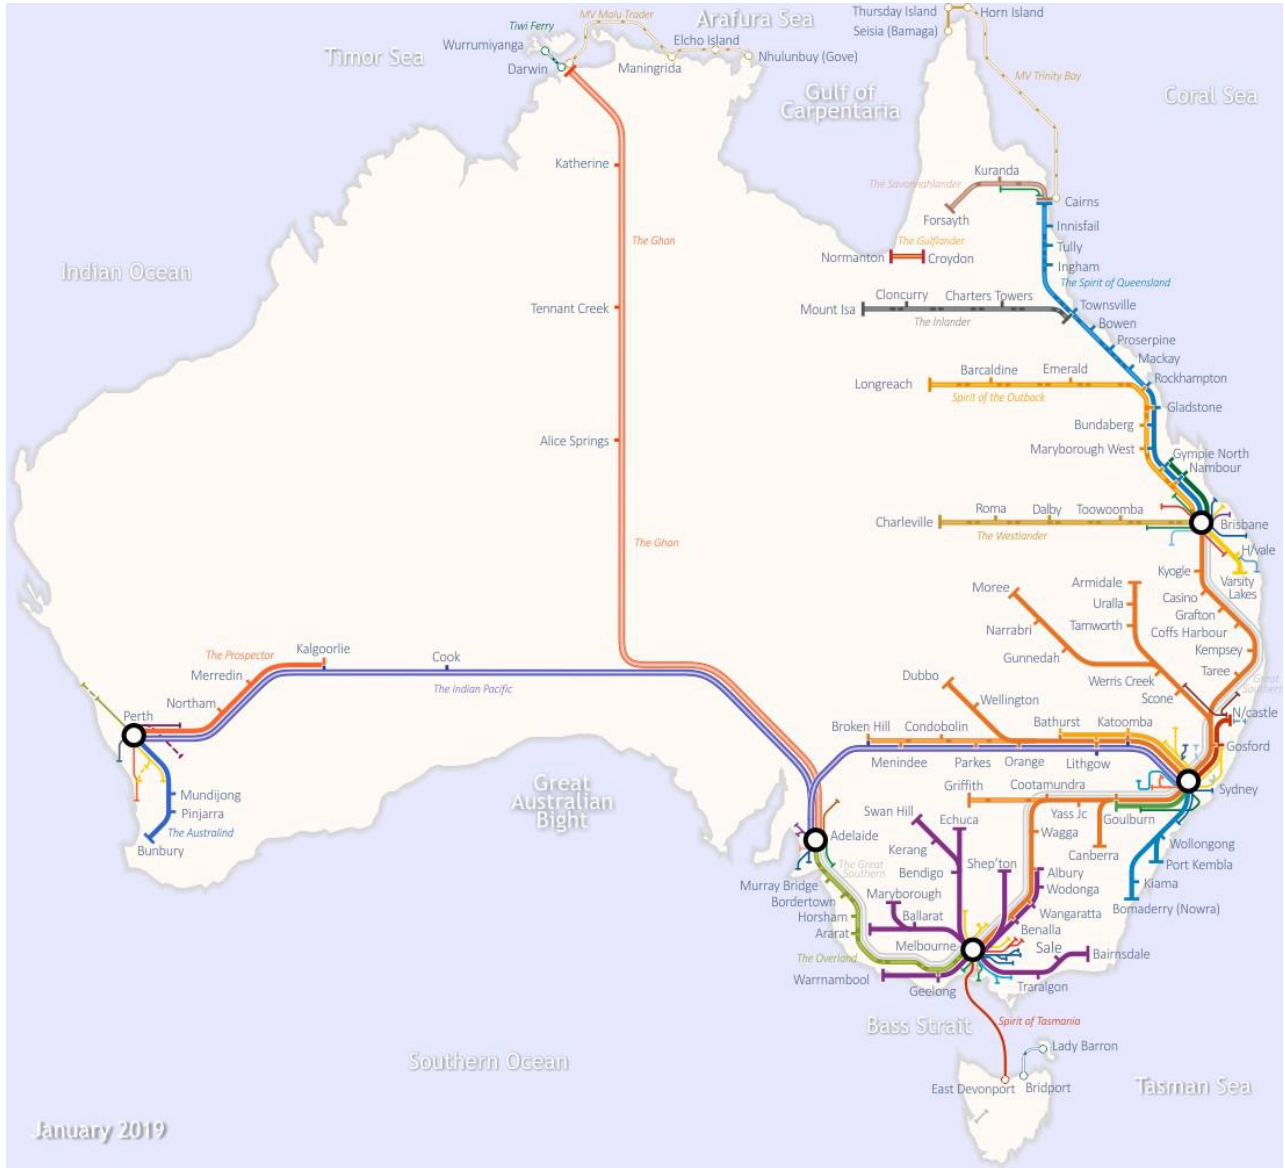 Thursday Island
Horn Island
Seisia (Bamaga)
MV Malu Trader
Arafura Sea
Tiwi Ferry
Wurrumiyanga
Elcho Island
Timor Sea
Nhulunbuy (Gove)
Darwin
Maningrida
MV Trinity Bay
Gulf of
Carpentaria
Coral Sea
Katherine
Kuranda
The Savannahlander
Cairns
Forsyath
Innisfail
The Ghan
The Gulflander
Tully
Normanton
Croydon
Ingham
Indian Ocean
The Spirit of Queensland
Cloncurry
Charters Towers
Tennant Creek
Mount Isa
Townsville
The Inlander
Bowen
Proserpine
Mackay
Barcaldine
Emerald
Rockhampton
Longreach
Spirit of the Outback
Gladstone
Bundaberg
Alice Springs
Maryborough West
Gympie North
Nambour
Roma
Dalby
Toowoomba
Charleville
Brisbane
The Westlander
The Ghan
H/vale
Kyogle
Varsity
Lakes
Moree
Armidale
Casino
Uralla
Grafton
Narrabri
Tamworth
Coffs Harbour
Kalgoorlie
Cook
Gunnedah
Kempsey
The Prospector
Merredin
Dubbo
Werris Creek
Taree
The Indian Pacific
Great
Southern
Northam
Wellington
Scone
Perth
Broken Hill
Condobolin
Bathurst
Katoomba
N/castle
Gosford
Menindee
Parkes
Orange
Lithgow
Great
Australian
Bight
Griffith
Cootamundra
Sydney
Mundijong
Swan Hill
Echuca
Yass Jc
Goulburn
Pinjarra
The Australind
Adelaide
Wagga
Bunbury
Kerang
Canberra
Wollongong
The Great
Southern
Bendigo
Shep'ton
Port Kembla
Albury
Murray Bridge
Maryborough
Wodonga
Kiama
Bordertown
Horsham
Ballarat
Wangaratta
Bomaderry (Nowra)
Ararat
Benalla
Melbourne
Sale
The Overland
Bairnsdale
Warrnambool
Geelong
Traralgon
Bass Strait
Spirit of Tasmania
Lady Barron
Southern Ocean
East Devonport
Bridport
Tasman Sea
January 2019